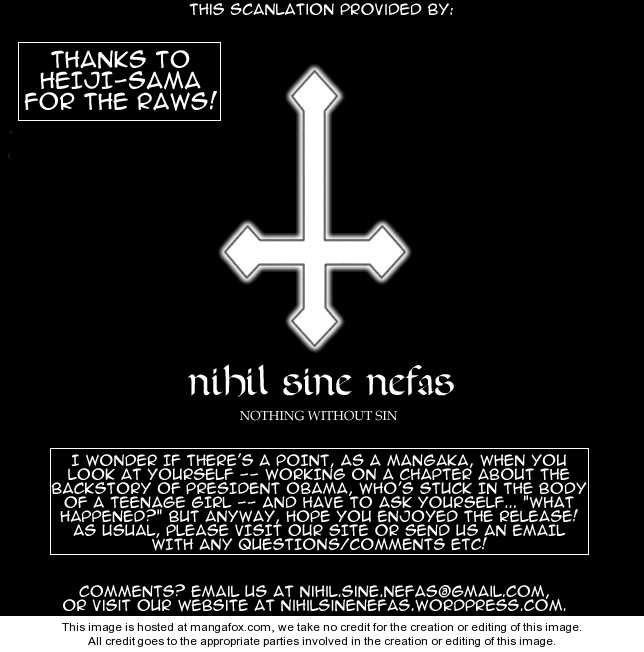 THIS SCANLATION PROVIDED BY:
THANKS TO
HEIJI-SAMA
FOR THE RAWS!
nihil sine nefas
NOTHING WITHOUT SIN
I WONDER IF THERE'S A POINT, AS A MANGAKA, WHEN YOU
LOOK AT YOURSELF -- WORKING ON A CHAPTER ABOUT THE
BACKSTORY OF PRESIDENT OBAMA, WHO'S STUCK IN THE BODY
OF A TEENAGE GIRL -- AND HAVE TO ASK YOURSELF... "WHAT
HAPPENED?" BUT ANYWAY, HOPE YOU ENJOYED THE RELEASE!
AS USUAL, PLEASE VISIT OUR SITE OR SEND US AN EMAIL
WITH ANY QUESTIONS/COMMENTS ETC!
COMMENTS? EMAIL US AT NIHIL.SINE.NEFAS@GMAIL.COM,
OR VISIT OUR WEBSITE AT NIHILSINENEFAS.WORDPRESS.COM.
This image is hosted at mangafox.com, we take no credit for the creation or editing of this image.
All credit goes to the appropriate parties involved in the creation or editing of this image.